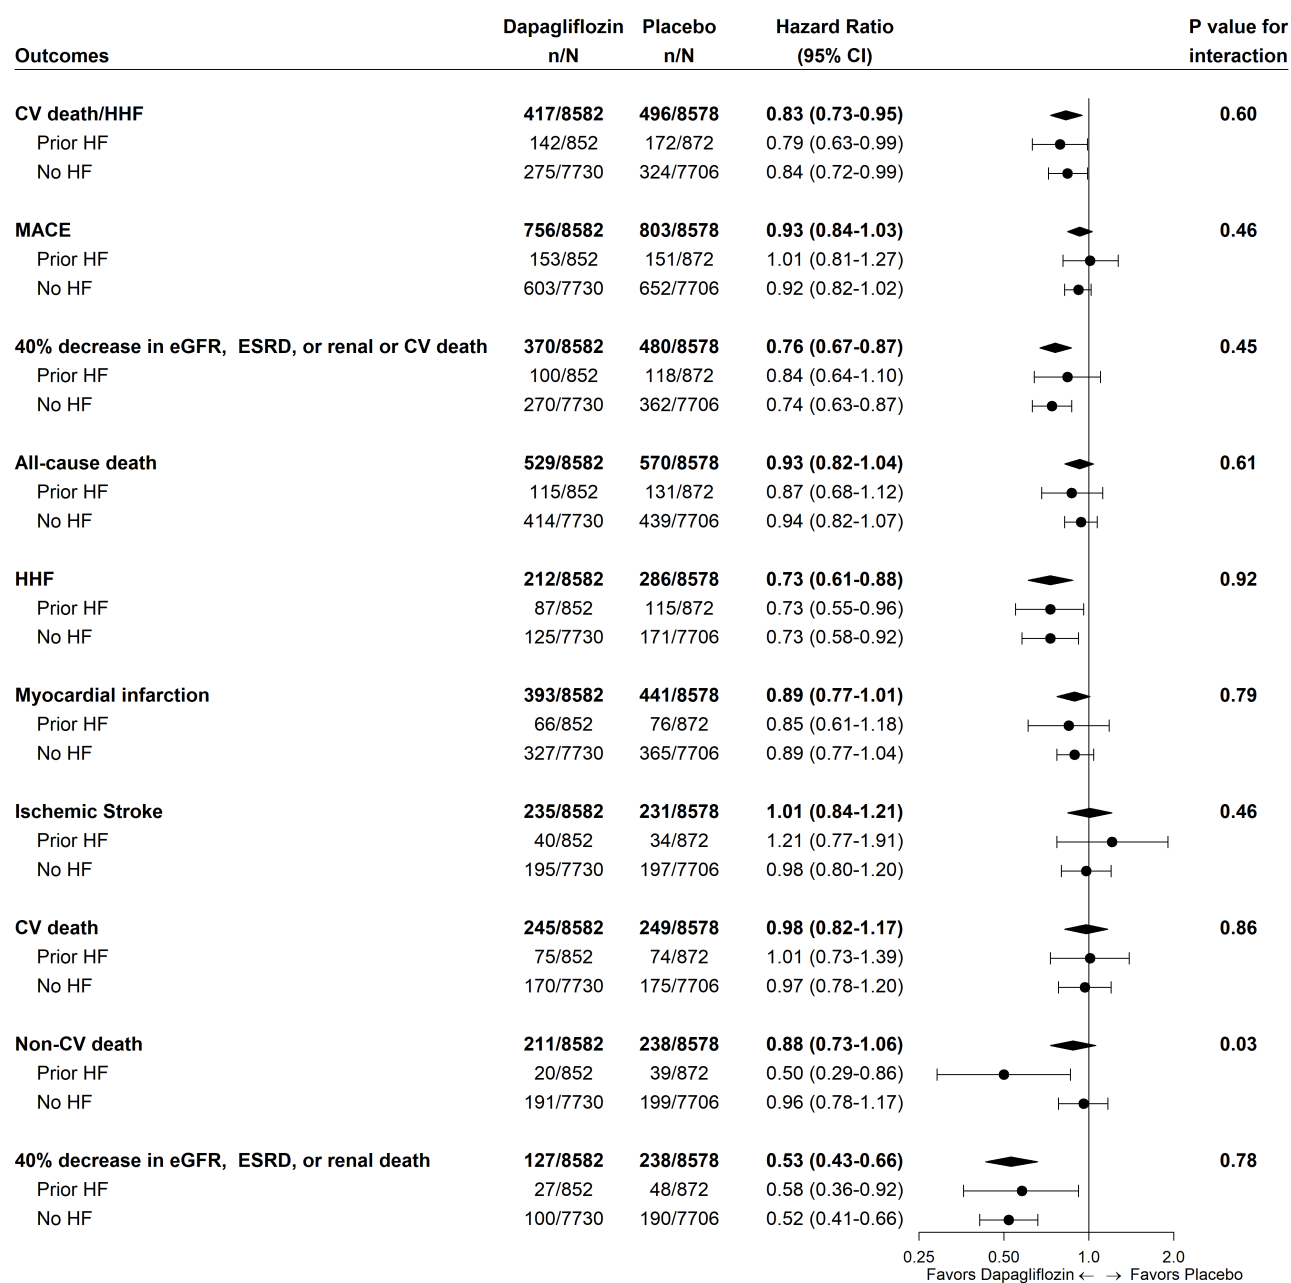 Dapagliflozin Placebo Hazard Ratio P value for
Outcomes n/N n/N (95% CI) interaction
CV death/HHF 417/8582 496/8578 0.83 (0.73-0.95) 0.60
Prior HF 142/852 172/872 0.79 (0.63-0.99)
No HF 275/7730 324/7706 0.84 (0.72-0.99)
MACE 756/8582 803/8578 0.93 (0.84-1.03) 0.46
Prior HF 153/852 151/872 1.01 (0.81-1.27)
No HF 603/7730 652/7706 0.92 (0.82-1.02)
40% decrease in eGFR, ESRD, or renal or CV death 370/8582 480/8578 0.76 (0.67-0.87) 0.45
Prior HF 100/852 118/872 0.84 (0.64-1.10)
No HF 270/7730 362/7706 0.74 (0.63-0.87)
All-cause death 529/8582 570/8578 0.93 (0.82-1.04) 0.61
Prior HF 115/852 131/872 0.87 (0.68-1.12)
No HF 414/7730 439/7706 0.94 (0.82-1.07)
HHF 212/8582 286/8578 0.73 (0.61-0.88) 0.92
Prior HF 87/852 115/872 0.73 (0.55-0.96)
No HF 125/7730 171/7706 0.73 (0.58-0.92)
Myocardial infarction 393/8582 441/8578 0.89 (0.77-1.01) 0.79
Prior HF 66/852 76/872 0.85 (0.61-1.18)
No HF 327/7730 365/7706 0.89 (0.77-1.04)
Ischemic Stroke 235/8582 231/8578 1.01 (0.84-1.21) 0.46
Prior HF 40/852 34/872 1.21 (0.77-1.91)
No HF 195/7730 197/7706 0.98 (0.80-1.20)
CV death 245/8582 249/8578 0.98 (0.82-1.17) 0.86
Prior HF 75/852 74/872 1.01 (0.73-1.39)
No HF 170/7730 175/7706 0.97 (0.78-1.20)
Non-CV death 211/8582 238/8578 0.88 (0.73-1.06) 0.03
Prior HF 20/852 39/872 0.50 (0.29-0.86)
No HF 191/7730 199/7706 0.96 (0.78-1.17)
40% decrease in eGFR, ESRD, or renal death 127/8582 238/8578 0.53 (0.43-0.66) 0.78
Prior HF 27/852 48/872 0.58 (0.36-0.92)
No HF 100/7730 190/7706 0.52 (0.41-0.66)
0.25 0.50 1.0 2.0
Favors Dapagliflozin ← → Favors Placebo